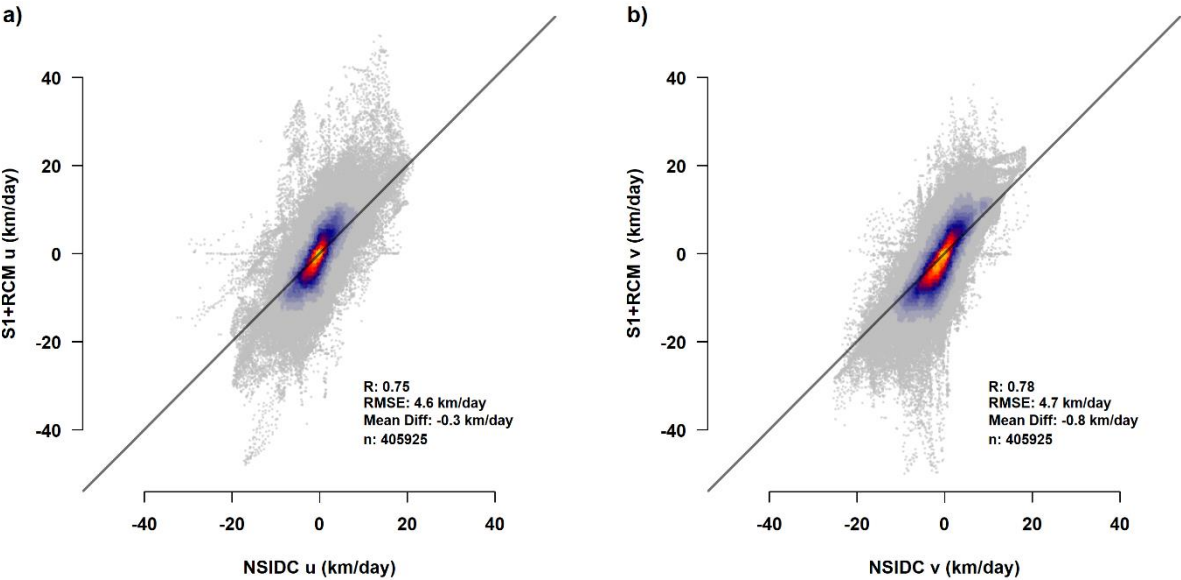 a)
40
20
0
-20
-40
S1+RCM u (km/day)
R: 0.75
RMSE: 4.6 km/day
Mean Diff: -0.3 km/day
n: 405925
-40 -20 0 20 40
NSIDC u (km/day)
b)
40
20
0
-20
-40
S1+RCM v (km/day)
R: 0.78
RMSE: 4.7 km/day
Mean Diff: -0.8 km/day
n: 405925
-40 -20 0 20 40
NSIDC v (km/day)